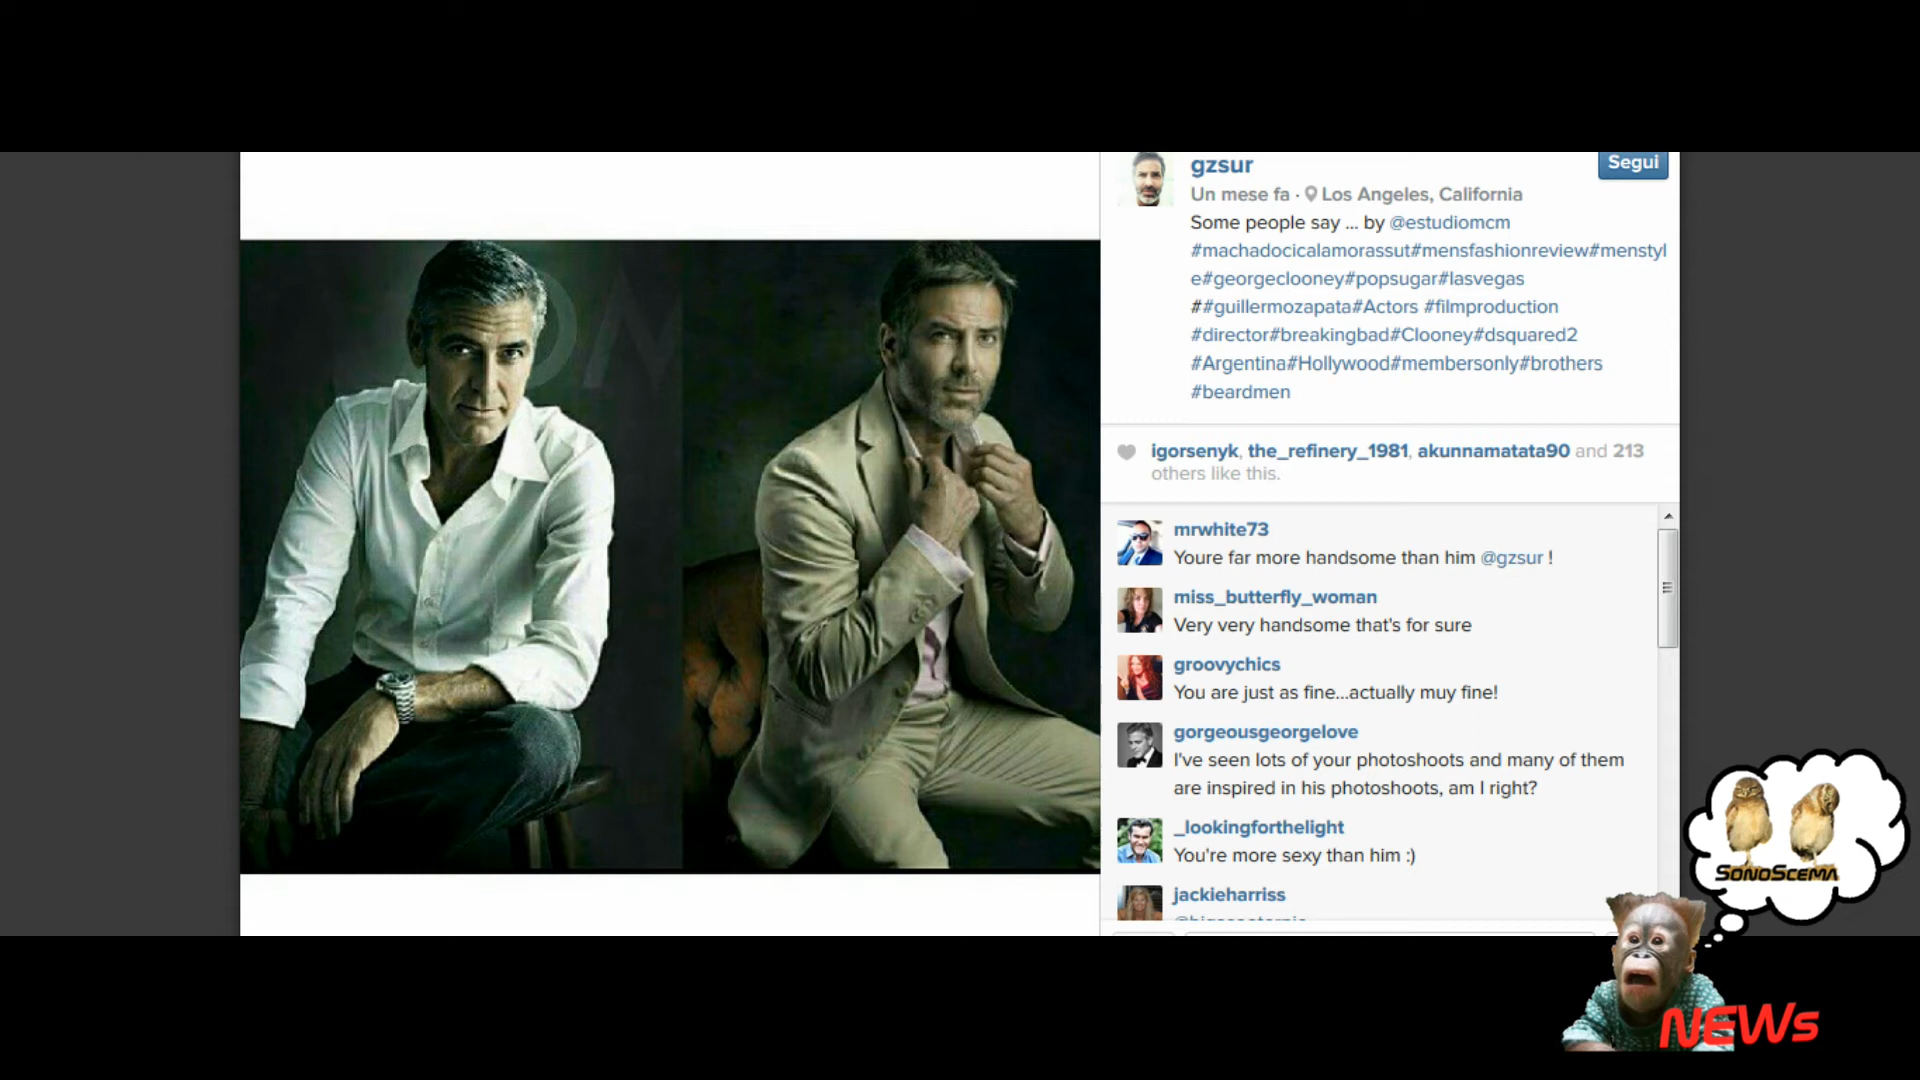 gzsur
Segui
Un mese fa · Los Angeles, California
Some people say ... by @estudiomcm
#machadocicalamorassut#mensfashionreview#menstyl
e#georgeclooney#popsugar#lasvegas
##guillermozapata#Actors #filmproduction
#director#breakingbad#Clooney#dsquared2
#Argentina#Hollywood#membersonly#brothers
#beardmen
igorsenyk, the_refinery_1981, akunnamatata90 and 213
others like this.
mrwhite73
Youre far more handsome than him @gzsur !
miss_butterfly_woman
Very very handsome that's for sure
groovychics
You are just as fine...actually muy fine!
gorgeousgeorgelove
I've seen lots of your photoshoots and many of them
are inspired in his photoshoots, am I right?
_lookingforthelight
You're more sexy than him :)
jackieharriss
SonoScema
NEWs